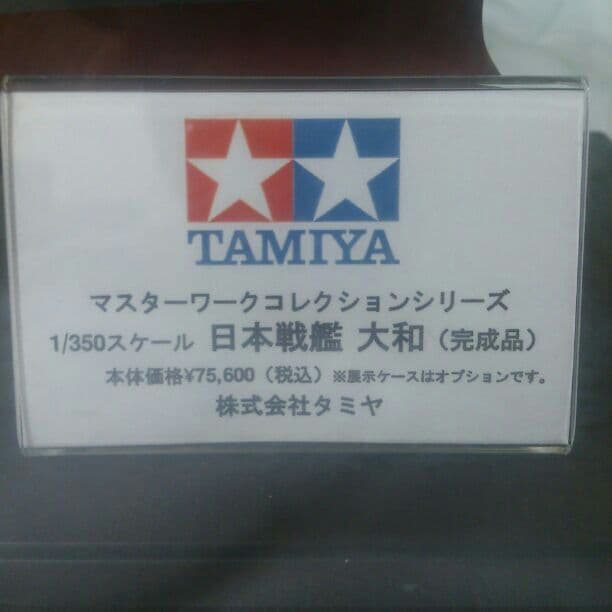 TAMIYA
マスターワークコレクションシリーズ
1/350スケール 日本戦艦 大和（完成品）
本体価格¥75,600（税込）※展示ケースはオプションです。
株式会社タミヤ